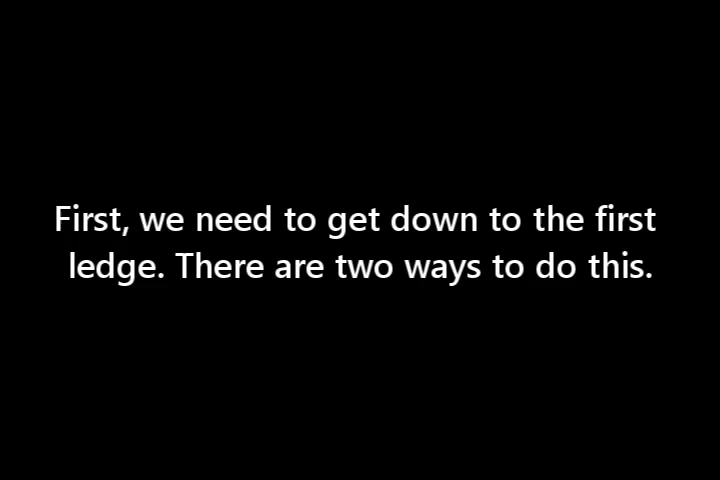 First, we need to get down to the first
ledge. There are two ways to do this.